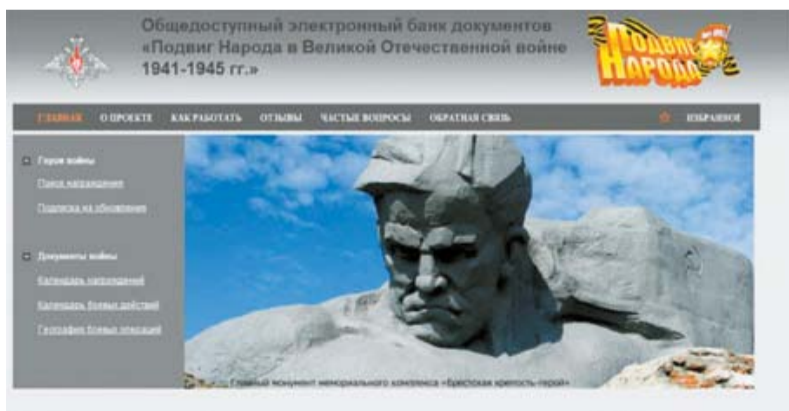 Общедоступный электронный банк документов
«Подвиг Народа в Великой Отечественной войне
1941-1945 гг.»
ПОДВИГ
НАРОДА
ГЛАВНАЯ О ПРОЕКТЕ КАК РАБОТАТЬ ОТЗЫВЫ ЧАСТЫЕ ВОПРОСЫ ОБРАТНАЯ СВЯЗЬ ИЗБРАННОЕ
Герои войны
Поиск награждения
Подписка на обновления
Документы войны
Календарь награждений
Календарь боевых действий
География боевых операций
Главный монумент мемориального комплекса «Брестская крепость-герой»